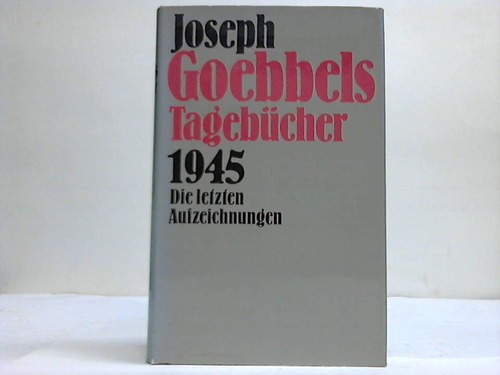 Joseph
Goebbels
Tagebücher
1945
Die letzten
Aufzeichnungen